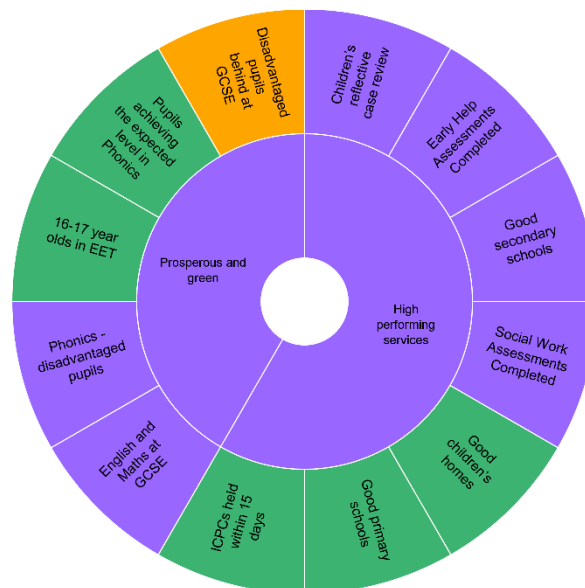 Disadvantaged
pupils
behind at
GCSE
Children's
reflective
case review
Early Help
Assessments
Completed
Good
secondary
schools
Social Work
Assessments
Completed
Good
children's
homes
Good primary
schools
ICPCs held
within 15
days
English and
Maths at
GCSE
Phonics -
disadvantaged
pupils
16-17 year
olds in EET
Pupils
achieving
the expected
level in
Phonics
Prosperous and
green
High
performing
services